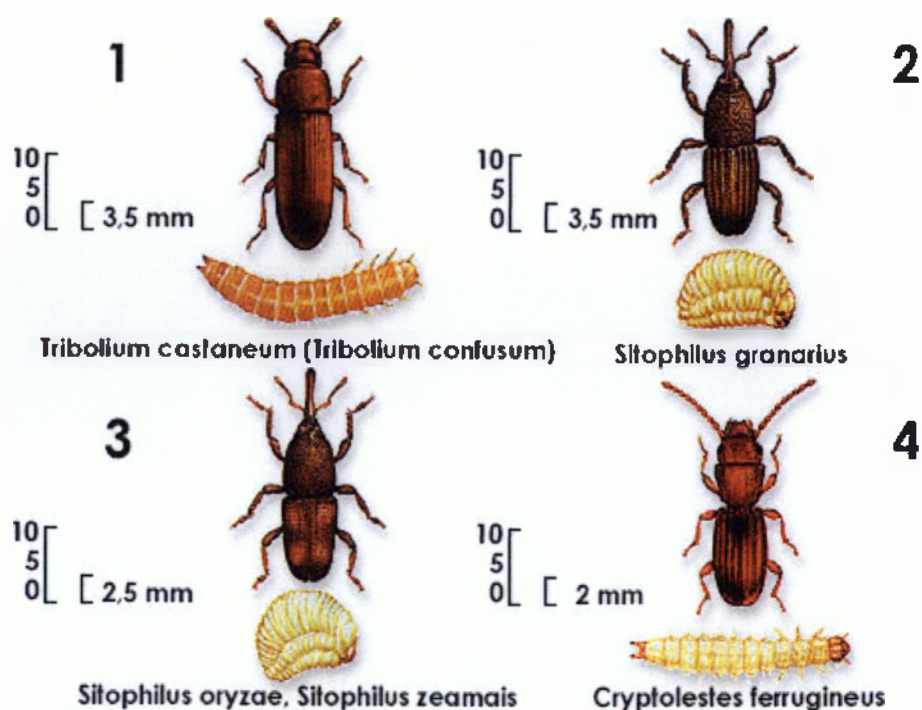 1
2
10
5
0
3,5 mm
10
5
0
3,5 mm
Tribolium castaneum (Tribolium confusum)
Sitophilus granarius
3
4
10
5
0
2,5 mm
10
5
0
2 mm
Sitophilus oryzae, Sitophilus zeamais
Cryptolestes ferrugineus